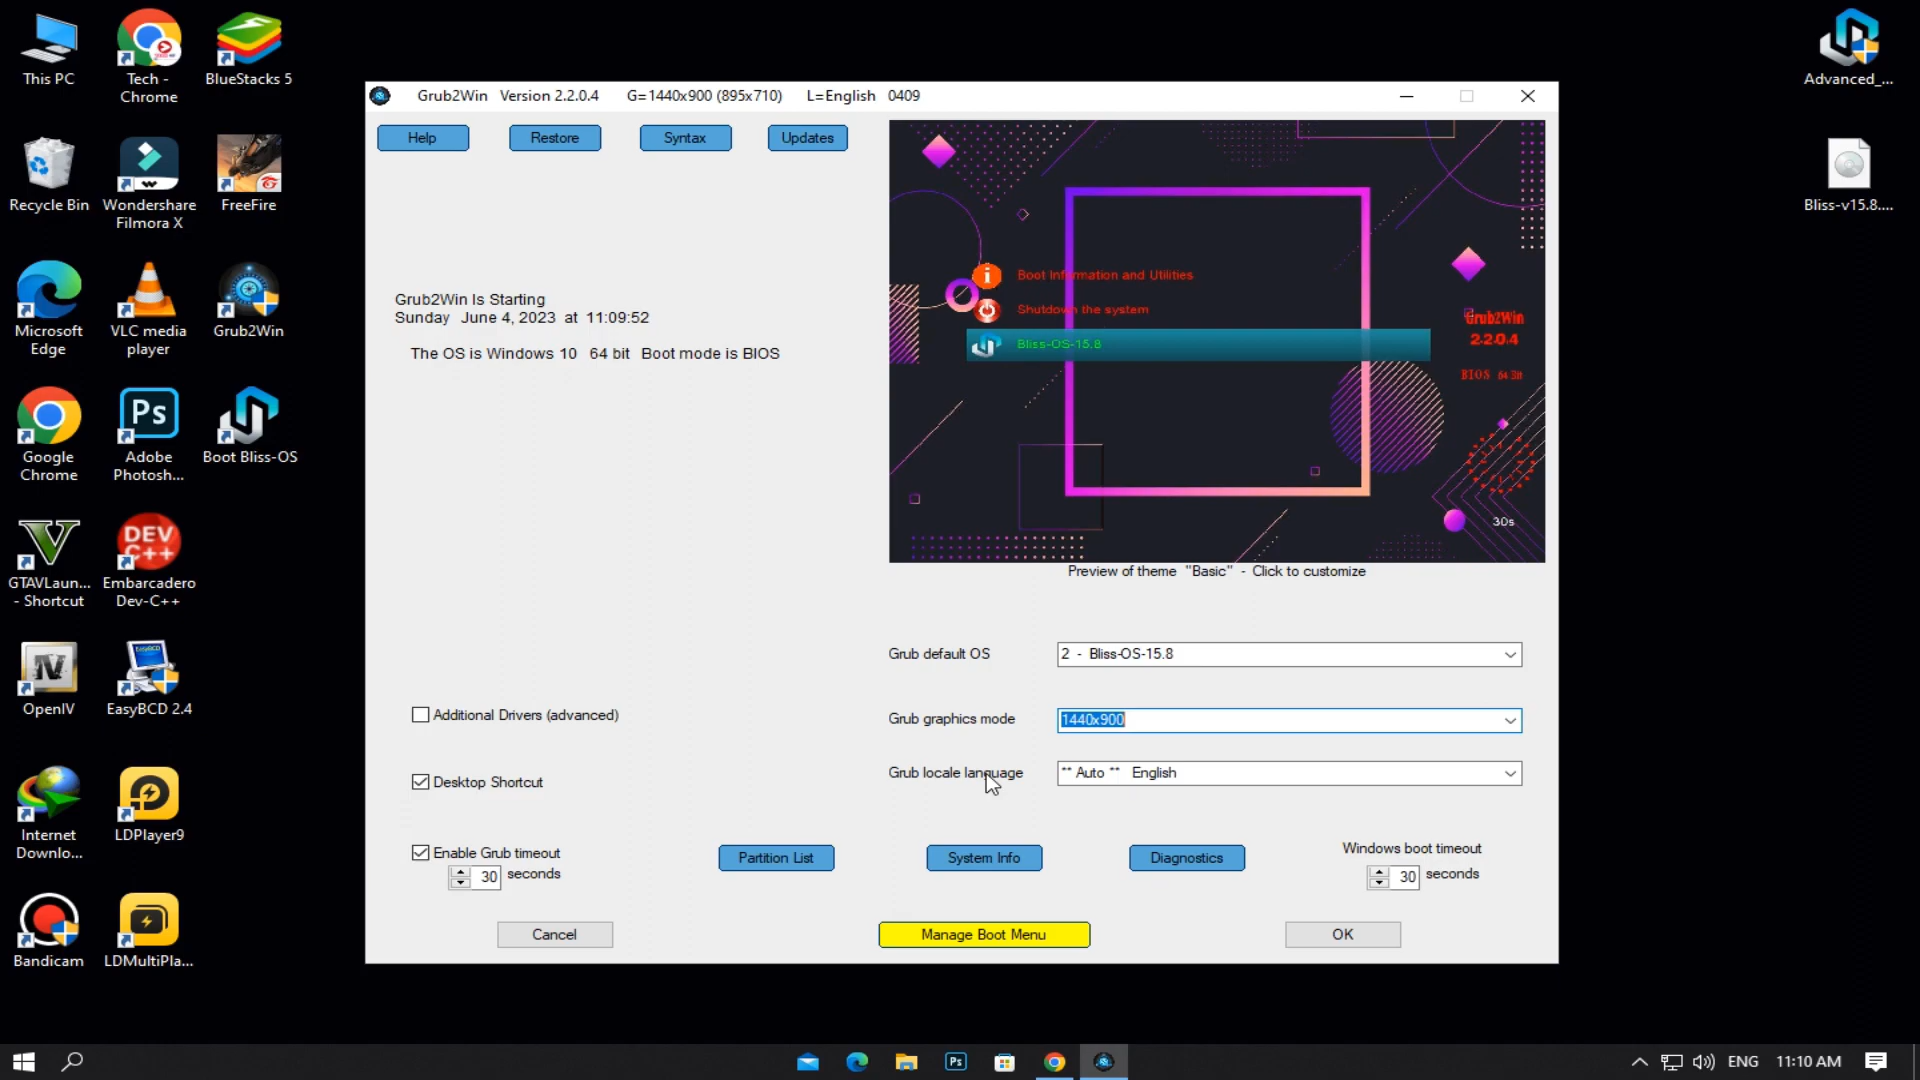 This PC
Tech -
Chrome
BlueStacks 5
Recycle Bin
Wondershare
Filmora X
FreeFire
Microsoft
Edge
VLC media
player
Grub2Win
Google
Chrome
Adobe
Photosh...
Boot Bliss-OS
GTAVLaun...
- Shortcut
DEV
C++
Embarcadero
Dev-C++
OpenIV
EasyBCD 2.4
Internet
Downlo...
LDPlayer9
Bandicam
LDMultiPla...
Advanced_...
Bliss-v15.8....
Grub2Win Version 2.2.0.4 G=1440x900 (895x710) L=English 0409
Help
Restore
Syntax
Updates
Grub2Win Is Starting
Sunday June 4, 2023 at 11:09:52
The OS is Windows 10 64 bit Boot mode is BIOS
Boot Information and Utilities
Shutdown the system
Bliss-OS-15.8
Grub2Win
2.2.0.4
BIOS 64 Bit
30s
Preview of theme "Basic" - Click to customize
Grub default OS
2 - Bliss-OS-15.8
Additional Drivers (advanced)
Grub graphics mode
1440x900
Desktop Shortcut
Grub locale language
** Auto ** English
Enable Grub timeout
30 seconds
Partition List
System Info
Diagnostics
Windows boot timeout
30 seconds
Cancel
Manage Boot Menu
OK
Ps
Ps
ENG
11:10 AM